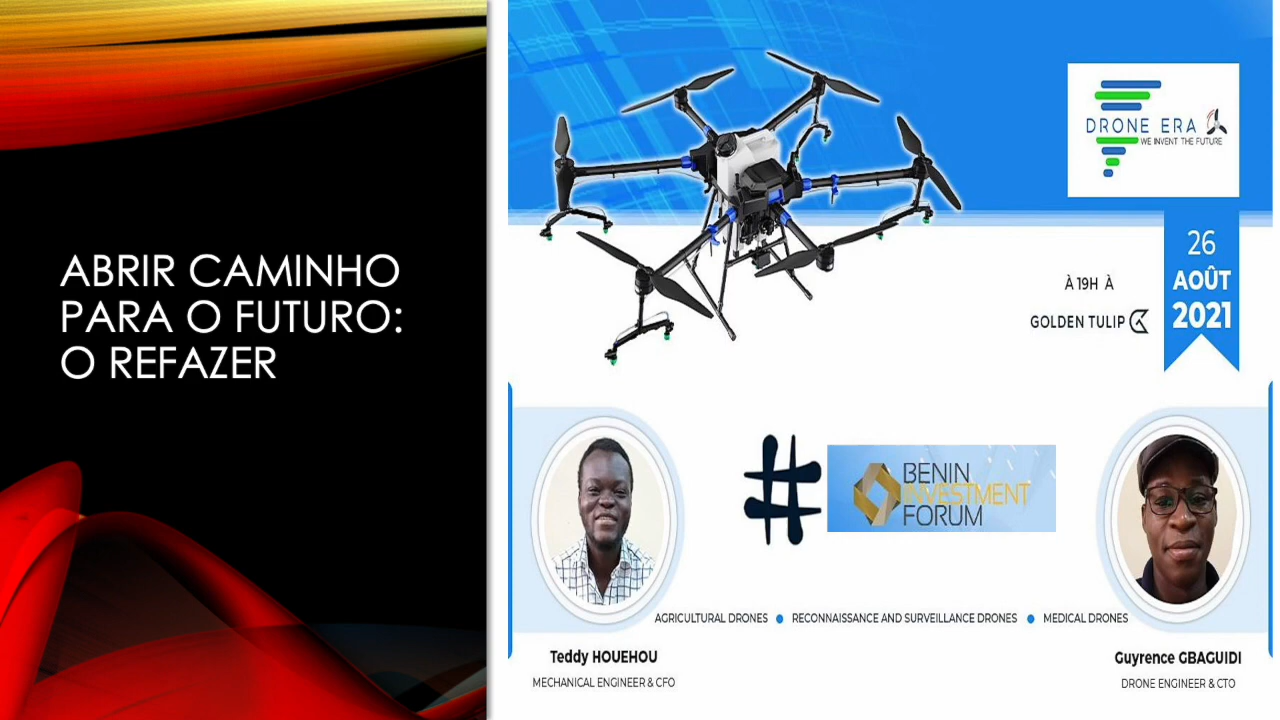 ABRIR CAMINHO
PARA O FUTURO:
O REFAZER
DRONE ERA
WE INVENT THE FUTURE
26
AOÛT
2021
À 19H À
GOLDEN TULIP
#
BENIN
INVESTMENT
FORUM
AGRICULTURAL DRONES ● RECONNAISSANCE AND SURVEILLANCE DRONES ● MEDICAL DRONES
Teddy HOUEHOU
MECHANICAL ENGINEER & CFO
Guyrence GBAGUIDI
DRONE ENGINEER & CTO